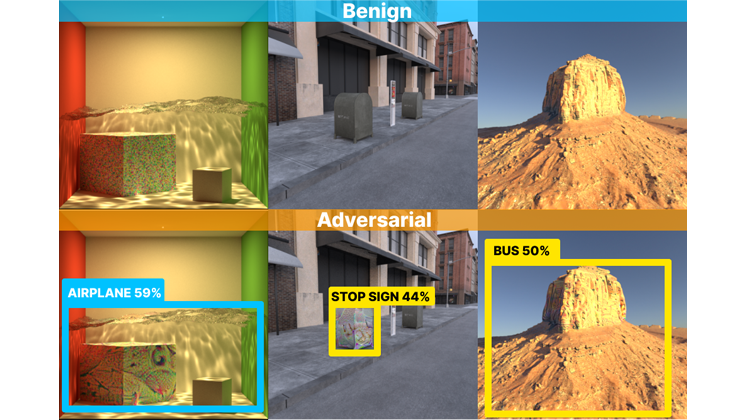 Benign
Adversarial
AIRPLANE 59%
STOP SIGN 44%
BUS 50%